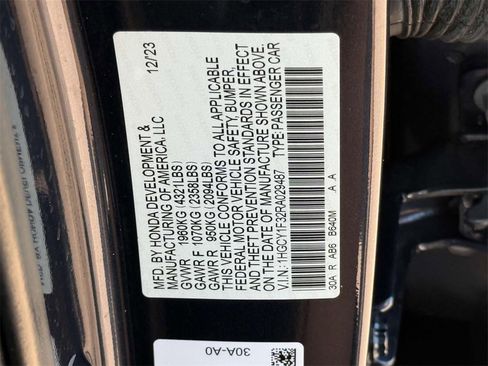 MFD. BY HONDA DEVELOPMENT & 12/23
MANUFACTURING OF AMERICA, LLC
GVWR 1960KG (4321LBS)
GAWR F 1070KG (2358LBS)
GAWR R 950KG (2094LBS)
THIS VEHICLE CONFORMS TO ALL APPLICABLE
FEDERAL MOTOR VEHICLE SAFETY, BUMPER,
AND THEFT PREVENTION STANDARDS IN EFFECT
ON THE DATE OF MANUFACTURE SHOWN ABOVE.
V.I.N.: 1HGCY1F32RA029487 TYPE-PASSENGER CAR
30A R AB6 B640M A A
30A-A0